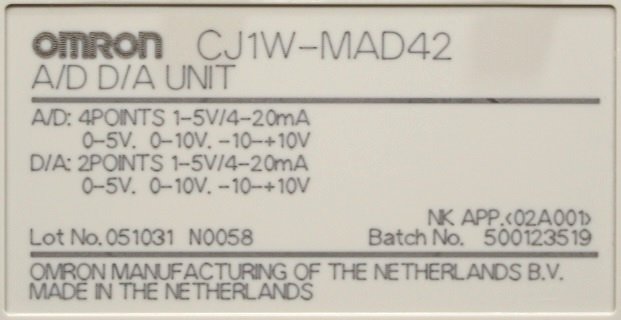 OMRON CJ1W-MAD42
A/D D/A UNIT
A/D: 4POINTS 1-5V/4-20mA
0-5V. 0-10V. -10-+10V
D/A: 2POINTS 1-5V/4-20mA
0-5V. 0-10V. -10-+10V
NK APP.<02A001>
Lot No. 051031 N0058 Batch No. 500123519
OMRON MANUFACTURING OF THE NETHERLANDS B.V.
MADE IN THE NETHERLANDS